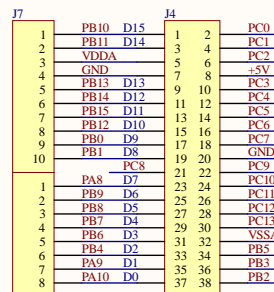 J7 J4
1 PB10 D15 1 2 PC0
2 PB11 D14 3 4 PC1
3 VDDA 5 6 PC2
4 GND 7 8 +5V
5 PB13 D13 9 10 PC3
6 PB14 D12 11 12 PC4
7 PB15 D11 13 14 PC5
8 PB12 D10 15 16 PC6
9 PB0 D9 17 18 PC7
10 PB1 D8 19 20 GND
PC8 21 22 PC9
1 PA8 D7 23 24 PC10
2 PB9 D6 25 26 PC11
3 PB8 D5 27 28 PC12
4 PB7 D4 29 30 PC13
5 PB6 D3 31 32 VSSA
6 PB4 D2 33 34 PB5
7 PA9 D1 35 36 PB3
8 PA10 D0 37 38 PB2